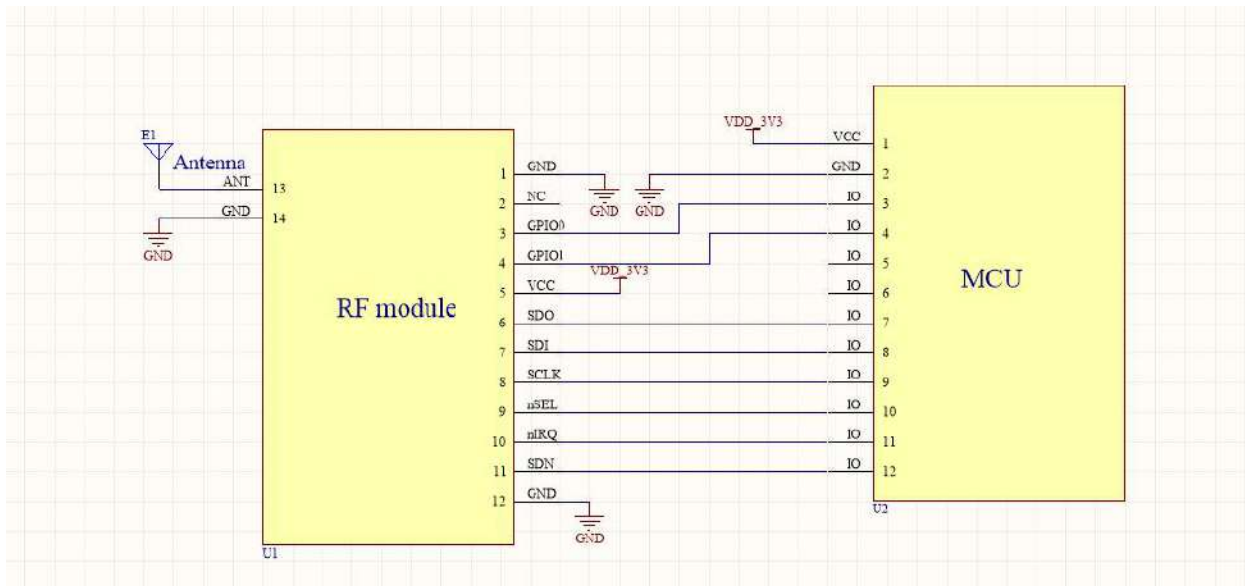 E1
Antenna
ANT
13
GND
14
GND
RF module
U1
1
GND
GND
2
NC
3
GPIO0
4
GPIO1
5
VCC
VDD_3V3
6
SDO
7
SDI
8
SCLK
9
nSEL
10
nIRQ
11
SDN
12
GND
GND
VDD_3V3
VCC
1
GND
2
GND
IO
3
IO
4
IO
5
IO
6
IO
7
IO
8
IO
9
IO
10
IO
11
IO
12
MCU
U2